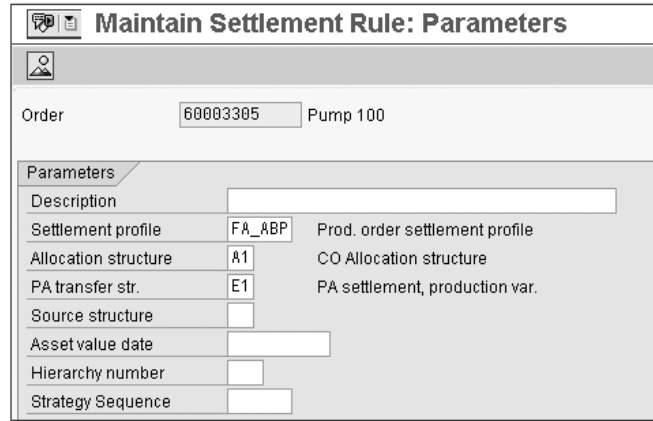 Maintain Settlement Rule: Parameters
Order 60003305 Pump 100
Parameters
Description
Settlement profile FA_ABP Prod. order settlement profile
Allocation structure A1 CO Allocation structure
PA transfer str. E1 PA settlement, production var.
Source structure
Asset value date
Hierarchy number
Strategy Sequence